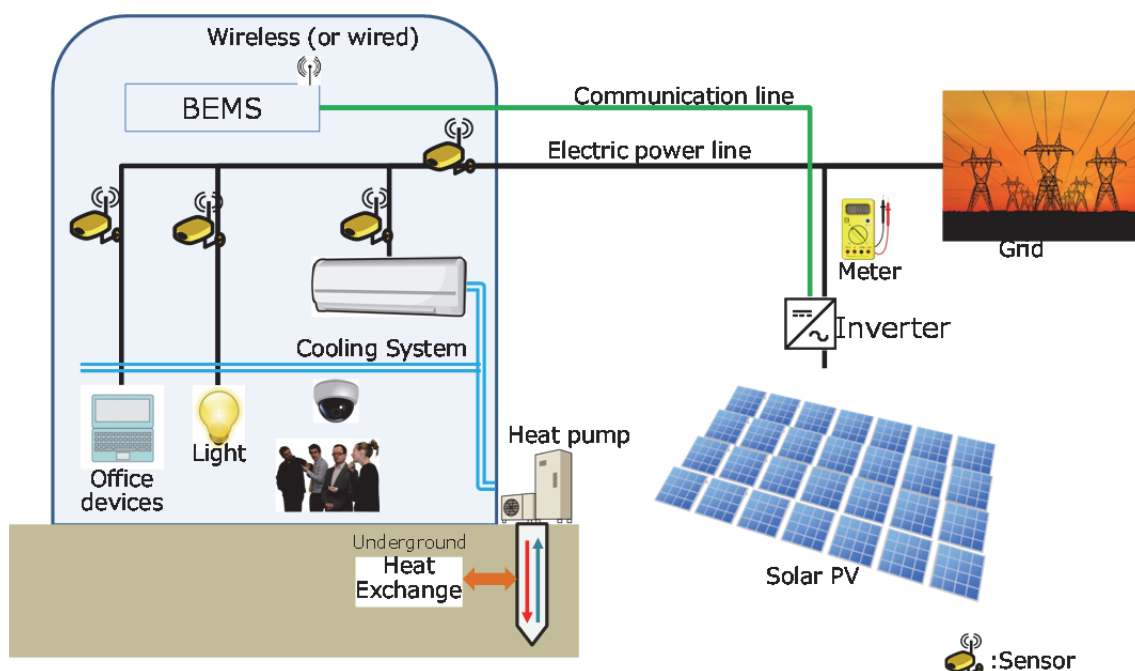 Wireless (or wired)
BEMS
Communication line
Electric power line
Grid
Meter
Inverter
Cooling System
Office
devices
Light
Heat pump
Underground
Heat
Exchange
Solar PV
:Sensor